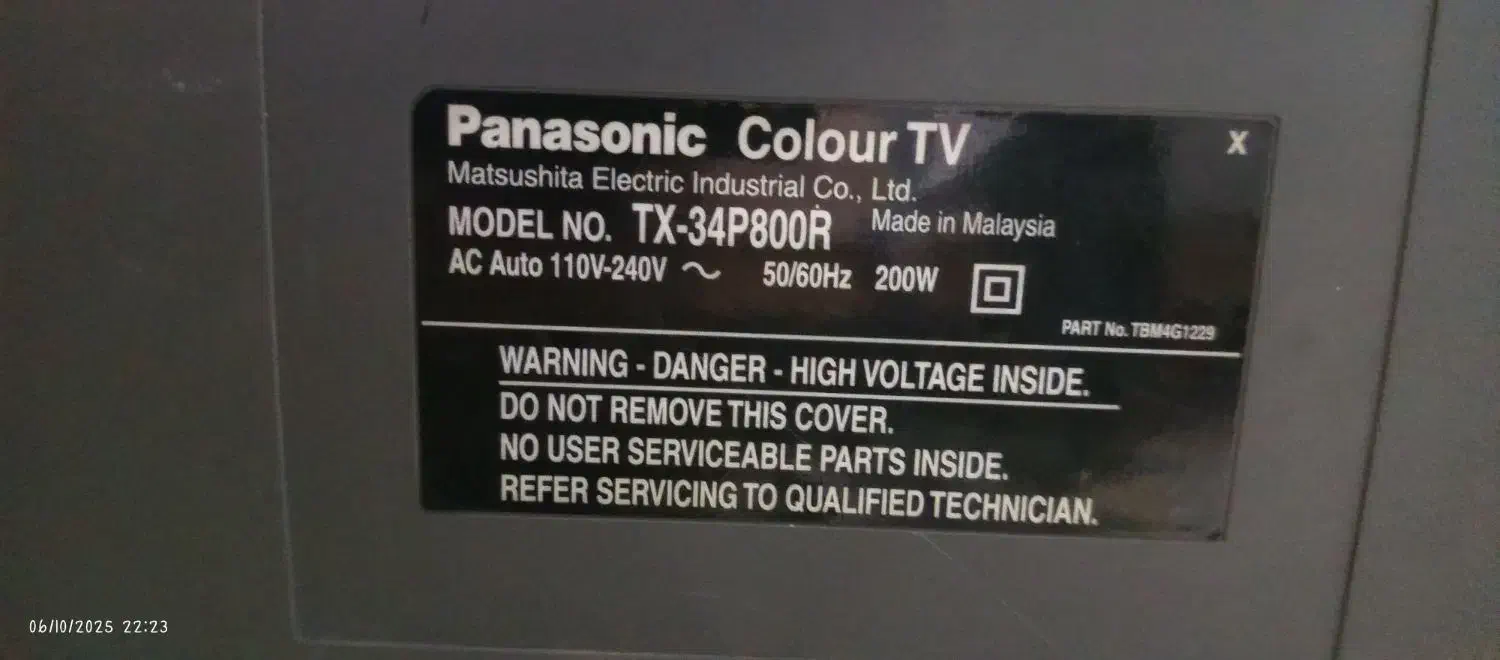 Panasonic Colour TV X
Matsushita Electric Industrial Co., Ltd.
MODEL NO. TX-34P800R Made in Malaysia
AC Auto 110V-240V ~ 50/60Hz 200W
PART No. TBM4G1229
WARNING - DANGER - HIGH VOLTAGE INSIDE.
DO NOT REMOVE THIS COVER.
NO USER SERVICEABLE PARTS INSIDE.
REFER SERVICING TO QUALIFIED TECHNICIAN.
06/10/2025 22:23